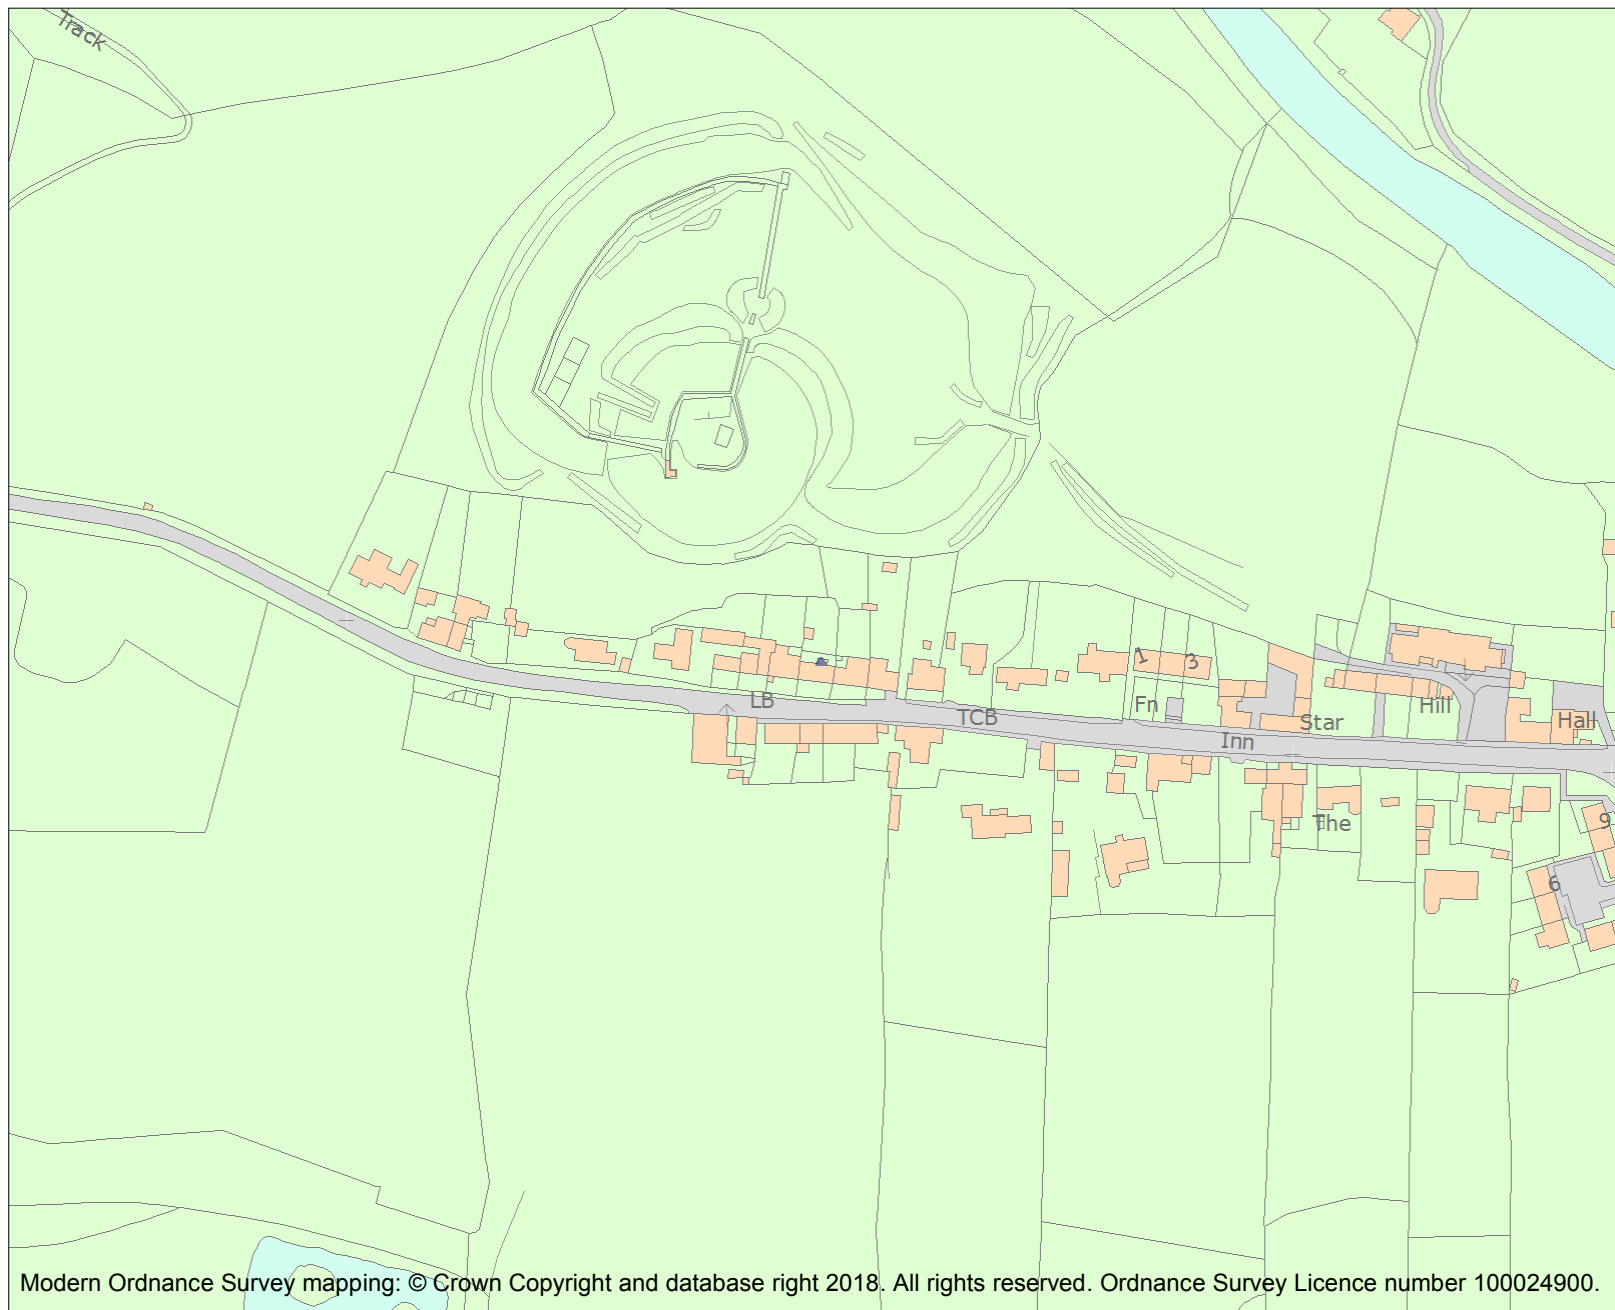 Track
1
3
LB
TCB
Fn
Star
Inn
Hill
Hall
The
9
6
Modern Ordnance Survey mapping: © Crown Copyright and database right 2018. All rights reserved. Ordnance Survey Licence number 100024900.